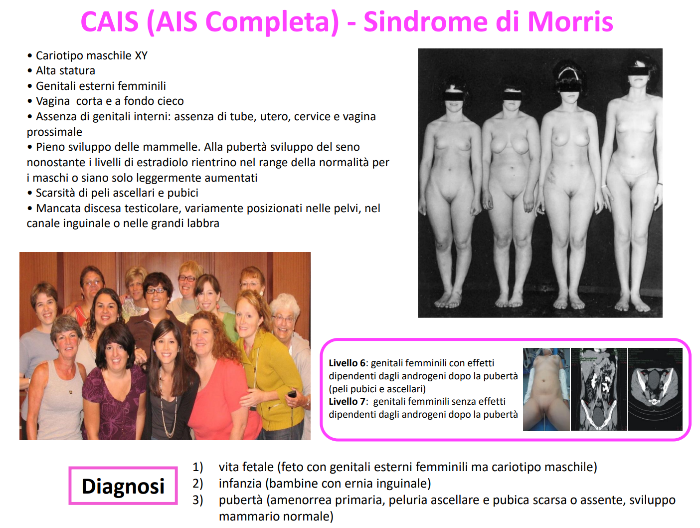 CAIS (AIS Completa) - Sindrome di Morris
• Cariotipo maschile XY
• Alta statura
• Genitali esterni femminili
• Vagina corta e a fondo cieco
• Assenza di genitali interni: assenza di tube, utero, cervice e vagina
prossimale
• Pieno sviluppo delle mammelle. Alla pubertà sviluppo del seno
nonostante i livelli di estradiolo rientrino nel range della normalità per
i maschi o siano solo leggermente aumentati
• Scarsità di peli ascellari e pubici
• Mancata discesa testicolare, variamente posizionati nelle pelvi, nel
canale inguinale o nelle grandi labbra
Livello 6: genitali femminili con effetti
dipendenti dagli androgeni dopo la pubertà
(peli pubici e ascellari)
Livello 7: genitali femminili senza effetti
dipendenti dagli androgeni dopo la pubertà
Diagnosi
1) vita fetale (feto con genitali esterni femminili ma cariotipo maschile)
2) infanzia (bambine con ernia inguinale)
3) pubertà (amenorrea primaria, peluria ascellare e pubica scarsa o assente, sviluppo
mammario normale)